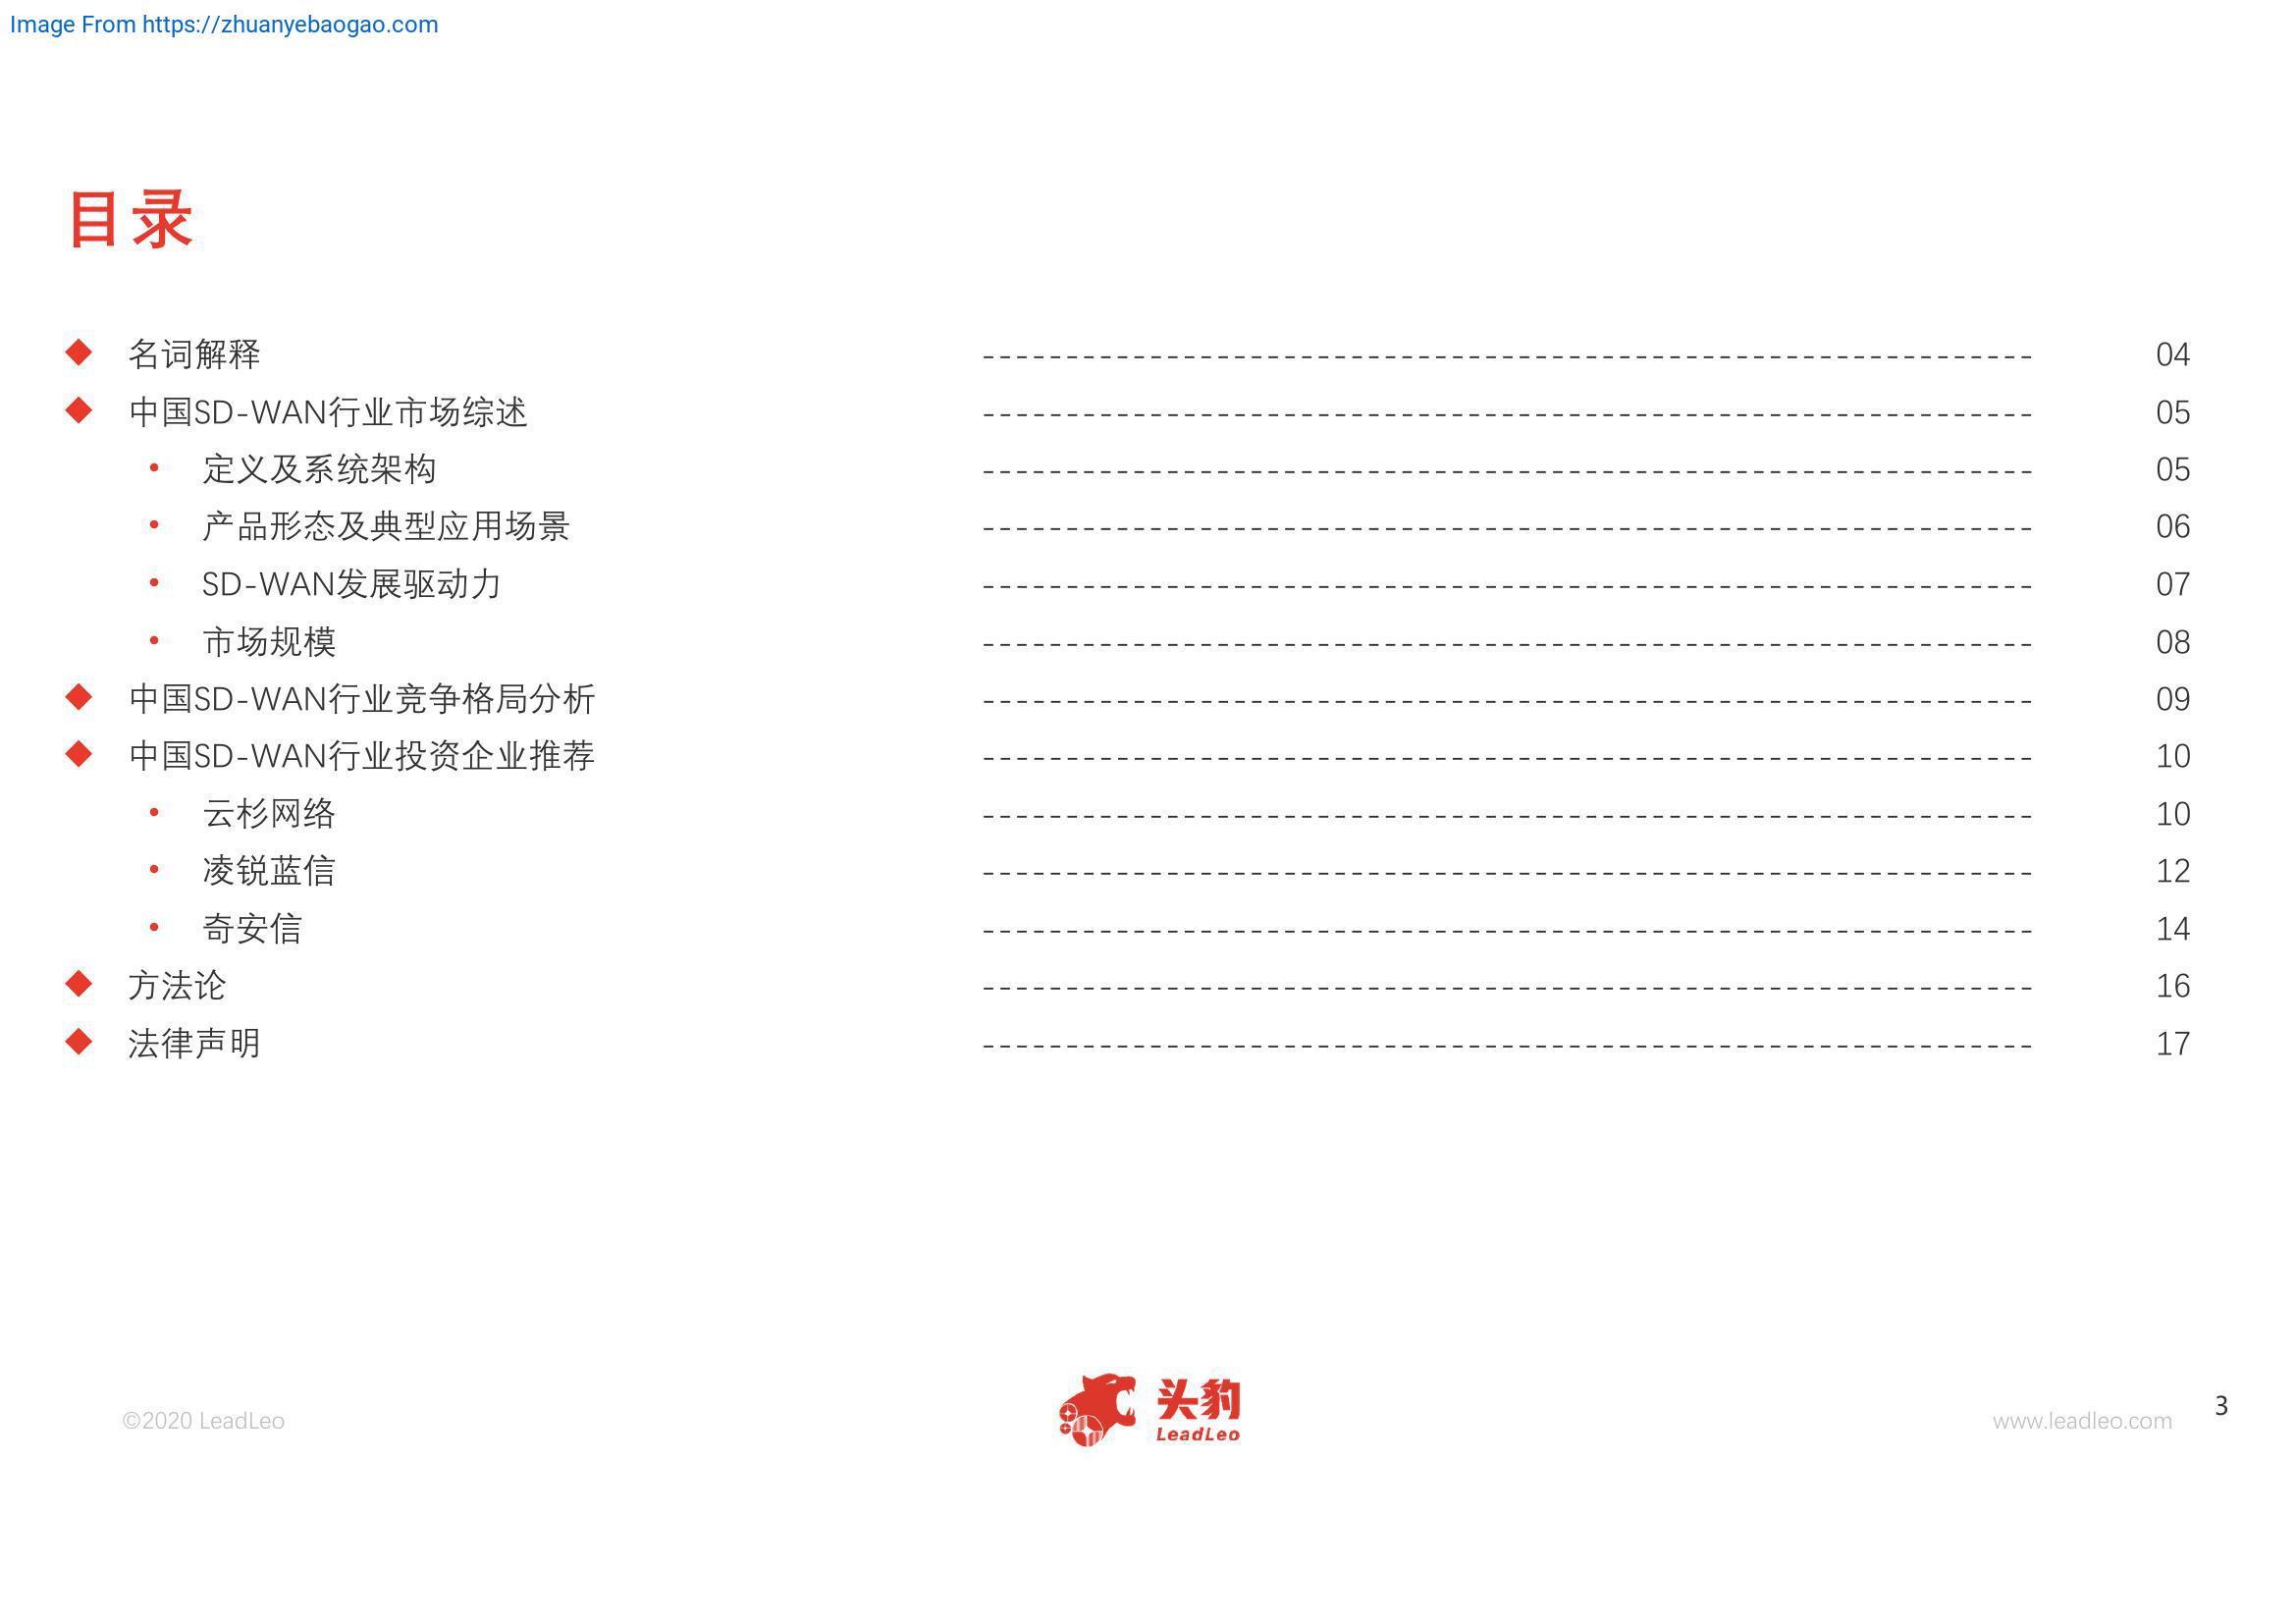 Image From https://zhuanyebaogao.com
目录
名词解释 04
中国SD-WAN行业市场综述 05
定义及系统架构 05
产品形态及典型应用场景 06
SD-WAN发展驱动力 07
市场规模 08
中国SD-WAN行业竞争格局分析 09
中国SD-WAN行业投资企业推荐 10
云杉网络 10
凌锐蓝信 12
奇安信 14
方法论 16
法律声明 17
©2020 LeadLeo
头豹
LeadLeo
www.leadleo.com
3